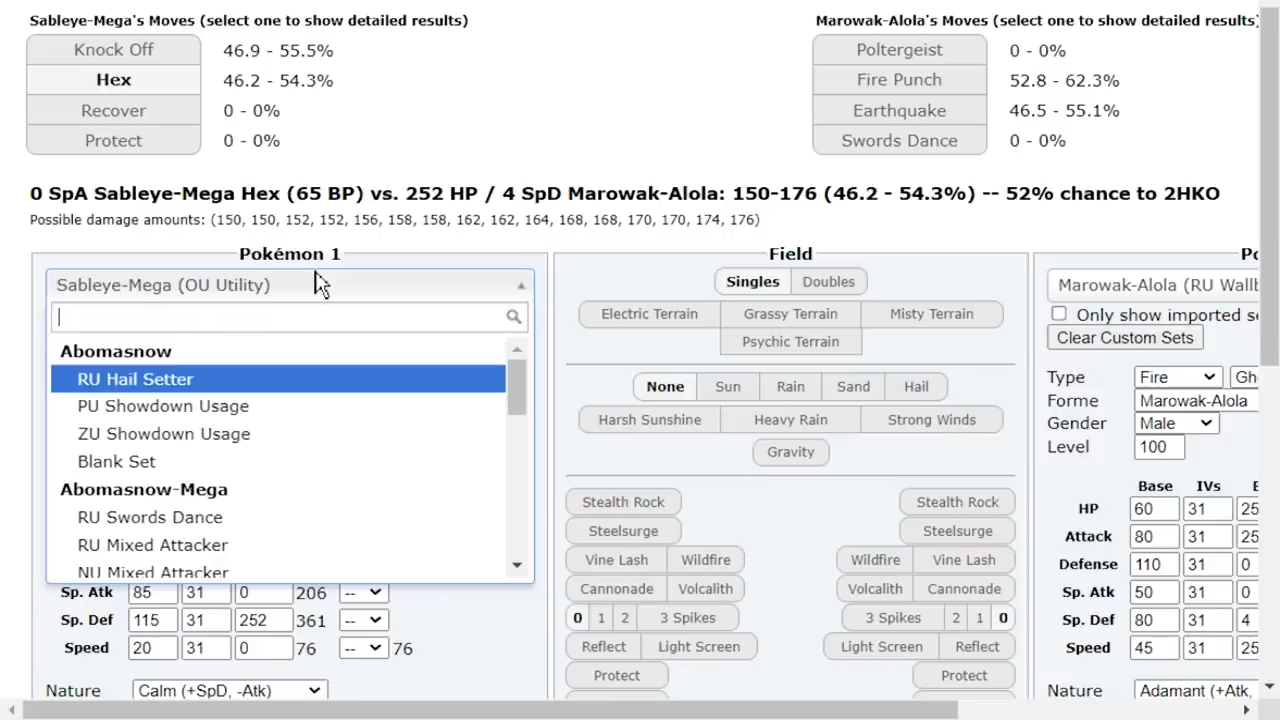 Sableye-Mega's Moves (select one to show detailed results)
Knock Off 46.9 - 55.5%
Hex 46.2 - 54.3%
Recover 0 - 0%
Protect 0 - 0%
Marowak-Alola's Moves (select one to show detailed results)
Poltergeist 0 - 0%
Fire Punch 52.8 - 62.3%
Earthquake 46.5 - 55.1%
Swords Dance 0 - 0%
0 SpA Sableye-Mega Hex (65 BP) vs. 252 HP / 4 SpD Marowak-Alola: 150-176 (46.2 - 54.3%) -- 52% chance to 2HKO
Possible damage amounts: (150, 150, 152, 152, 156, 158, 158, 162, 162, 164, 168, 168, 170, 170, 174, 176)
Pokémon 1
Sableye-Mega (OU Utility)
Abomasnow
RU Hail Setter
PU Showdown Usage
ZU Showdown Usage
Blank Set
Abomasnow-Mega
RU Swords Dance
RU Mixed Attacker
NU Mixed Attacker
Sp. Atk 85 31 0 206 --
Sp. Def 115 31 252 361 --
Speed 20 31 0 76 -- 76
Nature Calm (+SpD, -Atk)
Field
Singles Doubles
Electric Terrain Grassy Terrain Misty Terrain
Psychic Terrain
None Sun Rain Sand Hail
Harsh Sunshine Heavy Rain Strong Winds
Gravity
Stealth Rock Stealth Rock
Steelsurge Steelsurge
Vine Lash Wildfire Wildfire Vine Lash
Cannonade Volcalith Volcalith Cannonade
0 1 2 3 Spikes 3 Spikes 2 1 0
Reflect Light Screen Light Screen Reflect
Protect Protect
Po
Marowak-Alola (RU Wallb
Only show imported se
Clear Custom Sets
Type Fire Gh
Forme Marowak-Alola
Gender Male
Level 100
Base IVs E
HP 60 31 25
Attack 80 31 25
Defense 110 31 0
Sp. Atk 50 31 0
Sp. Def 80 31 4
Speed 45 31 25
Nature Adamant (+Atk,